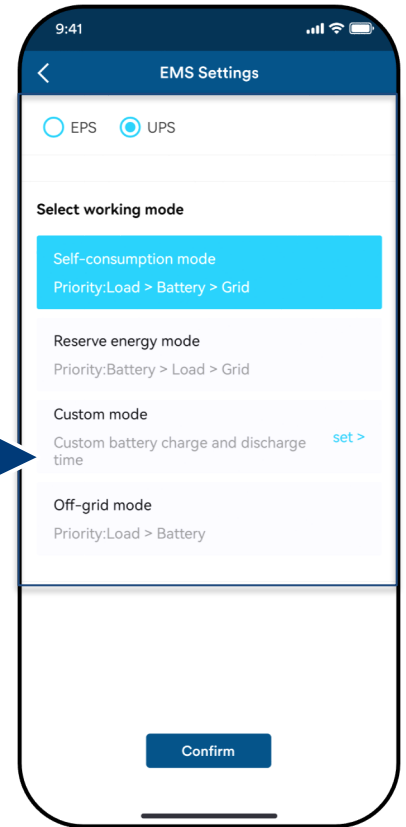 9:41
EMS Settings
EPS UPS
Select working mode
Self-consumption mode
Priority:Load > Battery > Grid
Reserve energy mode
Priority:Battery > Load > Grid
Custom mode
Custom battery charge and discharge
time
set >
Off-grid mode
Priority:Load > Battery
Confirm